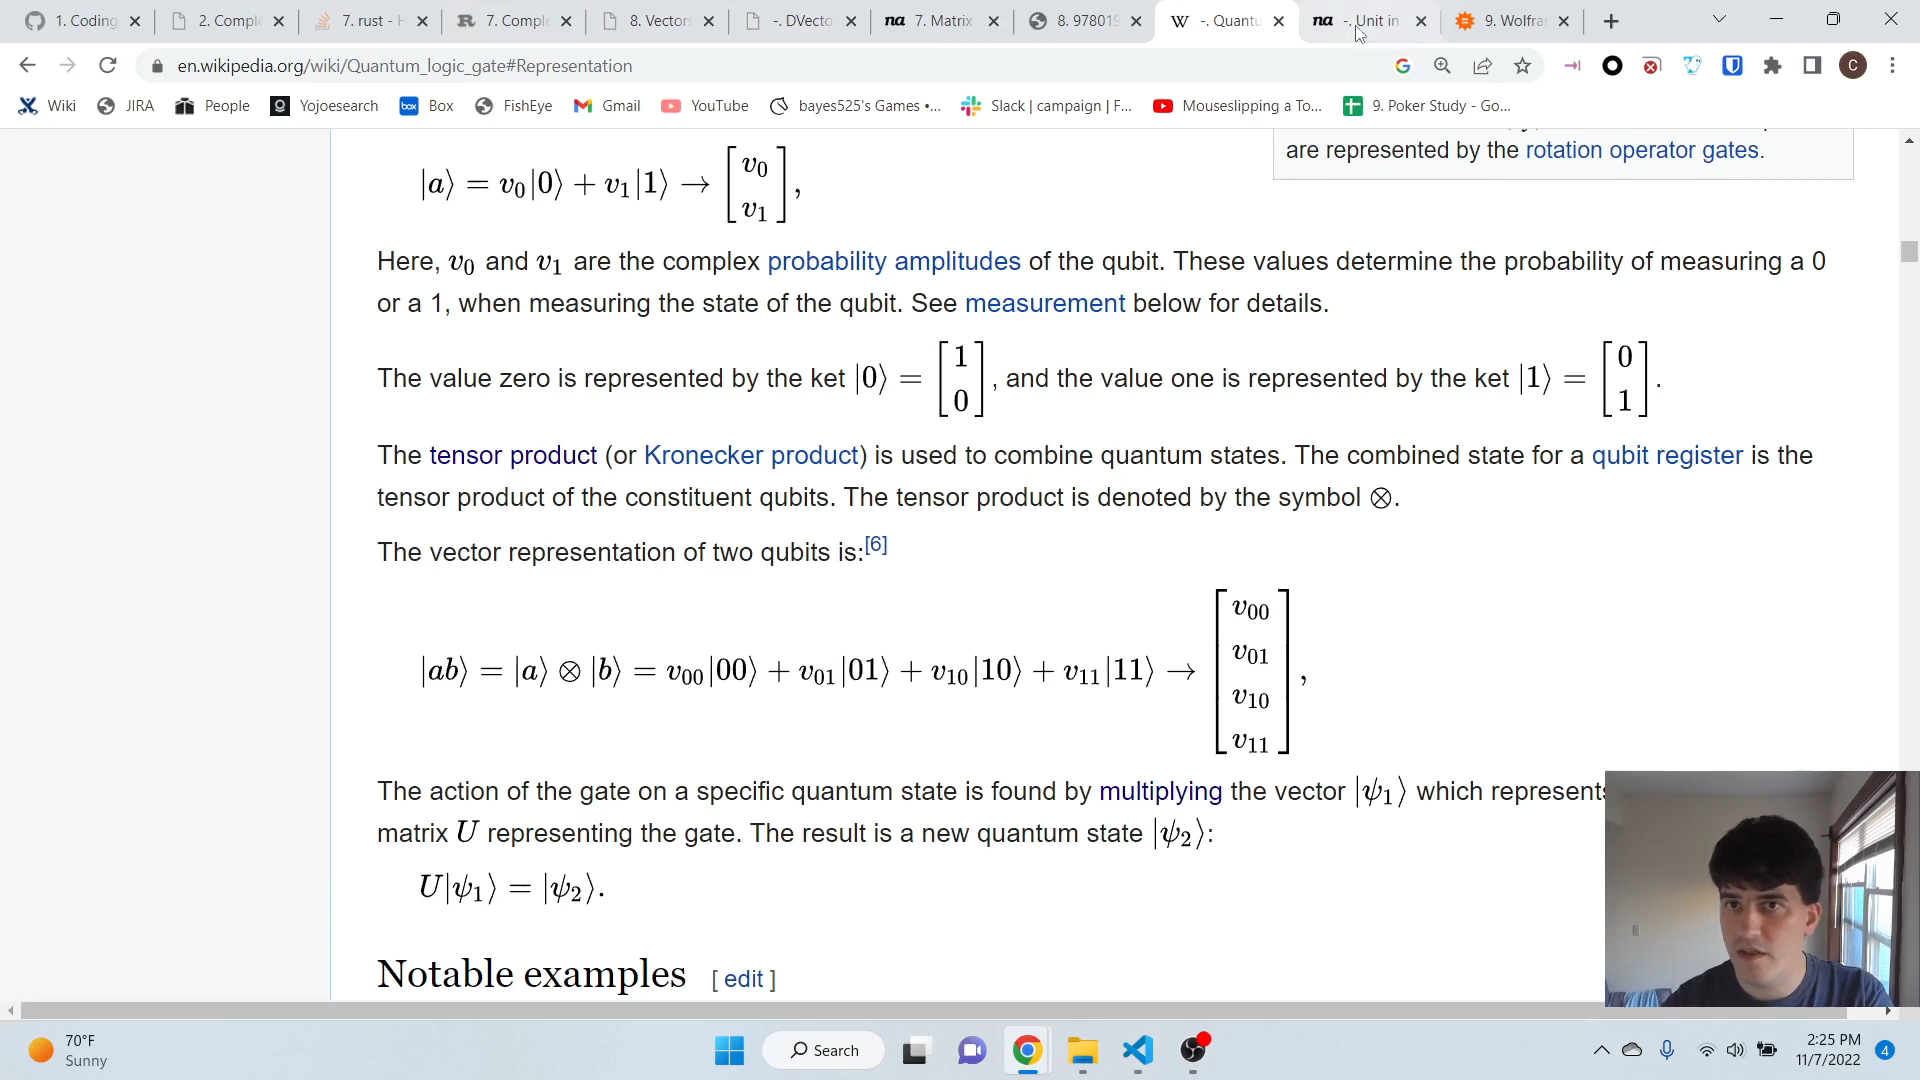 1. Coding
2. Comple
7. rust - H
7. Comple
8. Vectors
-. DVecto
na 7. Matrix
8. 978019
W -. Quantu
na -. Unit in
9. Wolfra
en.wikipedia.org/wiki/Quantum_logic_gate#Representation
C
Wiki JIRA People Yojoesearch box Box FishEye Gmail YouTube bayes525's Games •... Slack | campaign | F... Mouseslipping a To... 9. Poker Study - Go...
are represented by the rotation operator gates.
|a⟩ = v₀|0⟩ + v₁|1⟩ → [v₀ v₁],
Here, v₀ and v₁ are the complex probability amplitudes of the qubit. These values determine the probability of measuring a 0
or a 1, when measuring the state of the qubit. See measurement below for details.
The value zero is represented by the ket |0⟩ = [1 0], and the value one is represented by the ket |1⟩ = [0 1].
The tensor product (or Kronecker product) is used to combine quantum states. The combined state for a qubit register is the
tensor product of the constituent qubits. The tensor product is denoted by the symbol ⊗.
The vector representation of two qubits is:[6]
|ab⟩ = |a⟩ ⊗ |b⟩ = v₀₀|00⟩ + v₀₁|01⟩ + v₁₀|10⟩ + v₁₁|11⟩ → [v₀₀ v₀₁ v₁₀ v₁₁],
The action of the gate on a specific quantum state is found by multiplying the vector |ψ₁⟩ which represents
matrix U representing the gate. The result is a new quantum state |ψ₂⟩:
U|ψ₁⟩ = |ψ₂⟩.
Notable examples [ edit ]
70°F
Sunny
Search
2:25 PM
11/7/2022
4